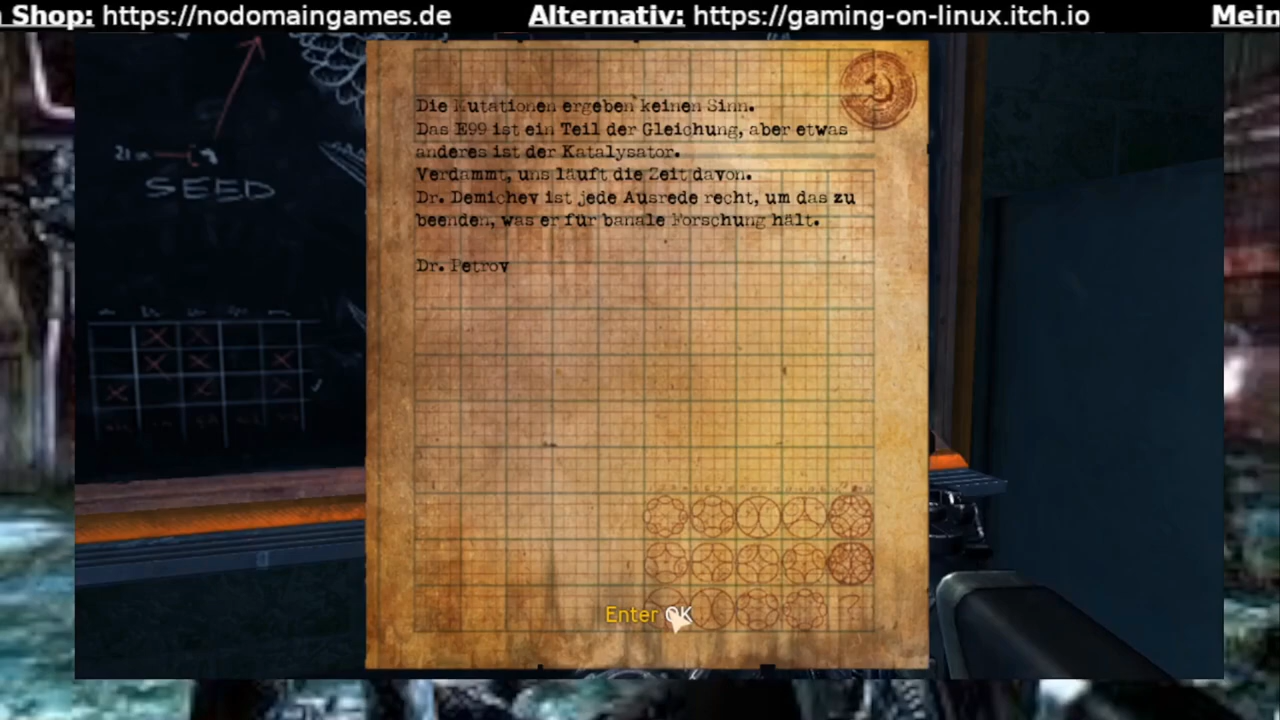 Shop: https://nodomaingames.de Alternativ: https://gaming-on-linux.itch.io Mein
Die Mutationen ergeben keinen Sinn.
Das E99 ist ein Teil der Gleichung, aber etwas
anderes ist der Katalysator.
Verdammt, uns läuft die Zeit davon.
Dr. Demichev ist jede Ausrede recht, um das zu
beenden, was er für banale Forschung hält.
Dr. Petrov
SEED
Enter OK